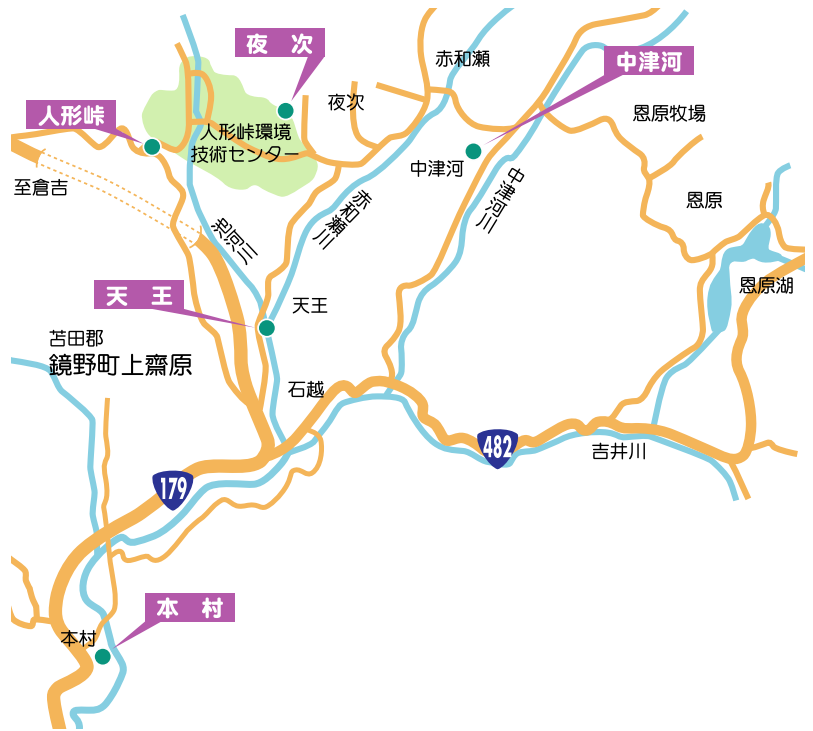 夜　次
赤和瀬
中津河
人形峠
夜次
恩原牧場
人形峠環境
技術センター
中津河
至倉吉
恩原
中津河川
赤和瀬川
池河川
恩原湖
天　王
天王
苫田郡
鏡野町上齋原
石越
482
吉井川
179
本　村
本村